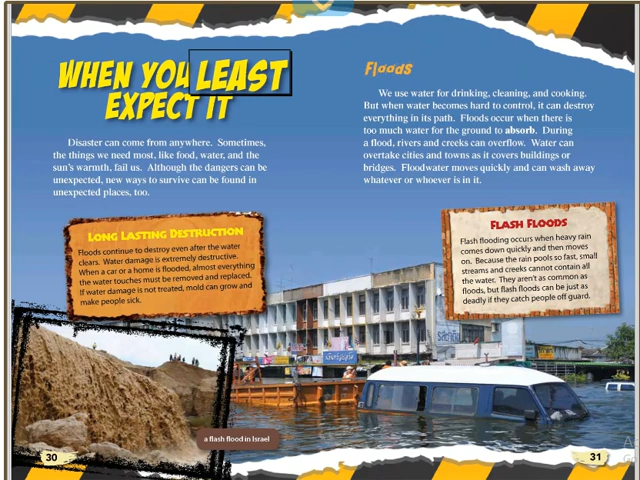 WHEN YOU LEAST
EXPECT IT
Disaster can come from anywhere. Sometimes,
the things we need most, like food, water, and the
sun's warmth, fail us. Although the dangers can be
unexpected, new ways to survive can be found in
unexpected places, too.
LONG LASTING DESTRUCTION
Floods continue to destroy even after the water
clears. Water damage is extremely destructive.
When a car or a home is flooded, almost everything
the water touches must be removed and replaced.
If water damage is not treated, mold can grow and
make people sick.
a flash flood in Israel
30
Floods
We use water for drinking, cleaning, and cooking.
But when water becomes hard to control, it can destroy
everything in its path. Floods occur when there is
too much water for the ground to absorb. During
a flood, rivers and creeks can overflow. Water can
overtake cities and towns as it covers buildings or
bridges. Floodwater moves quickly and can wash away
whatever or whoever is in it.
FLASH FLOODS
Flash flooding occurs when heavy rain
comes down quickly and then moves
on. Because the rain pools so fast, small
streams and creeks cannot contain all
the water. They aren't as common as
floods, but flash floods can be just as
deadly if they catch people off guard.
31